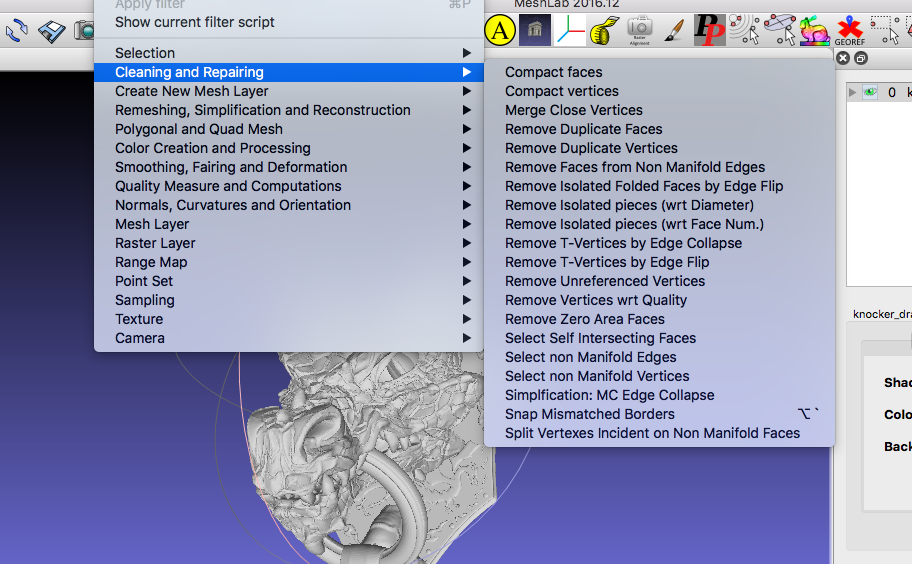 MeshLab 2016.12
Apply filter ⌘P
Show current filter script
Selection
Cleaning and Repairing
Create New Mesh Layer
Remeshing, Simplification and Reconstruction
Polygonal and Quad Mesh
Color Creation and Processing
Smoothing, Fairing and Deformation
Quality Measure and Computations
Normals, Curvatures and Orientation
Mesh Layer
Raster Layer
Range Map
Point Set
Sampling
Texture
Camera
Compact faces
Compact vertices
Merge Close Vertices
Remove Duplicate Faces
Remove Duplicate Vertices
Remove Faces from Non Manifold Edges
Remove Isolated Folded Faces by Edge Flip
Remove Isolated pieces (wrt Diameter)
Remove Isolated pieces (wrt Face Num.)
Remove T-Vertices by Edge Collapse
Remove T-Vertices by Edge Flip
Remove Unreferenced Vertices
Remove Vertices wrt Quality
Remove Zero Area Faces
Select Self Intersecting Faces
Select non Manifold Edges
Select non Manifold Vertices
Simplfication: MC Edge Collapse
Snap Mismatched Borders ⌥`
Split Vertexes Incident on Non Manifold Faces
A
PP
Raster
Alignment
GEOREF
0 k
knocker_dra
Shad
Colo
Back